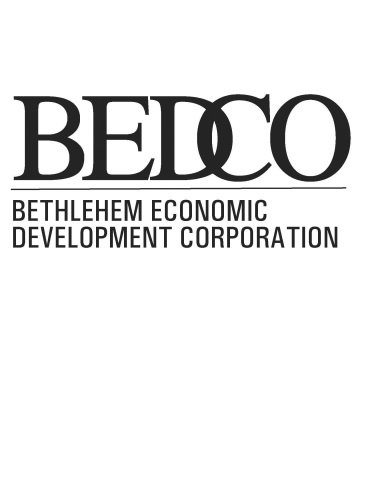 BEDCO
BETHLEHEM ECONOMIC
DEVELOPMENT CORPORATION